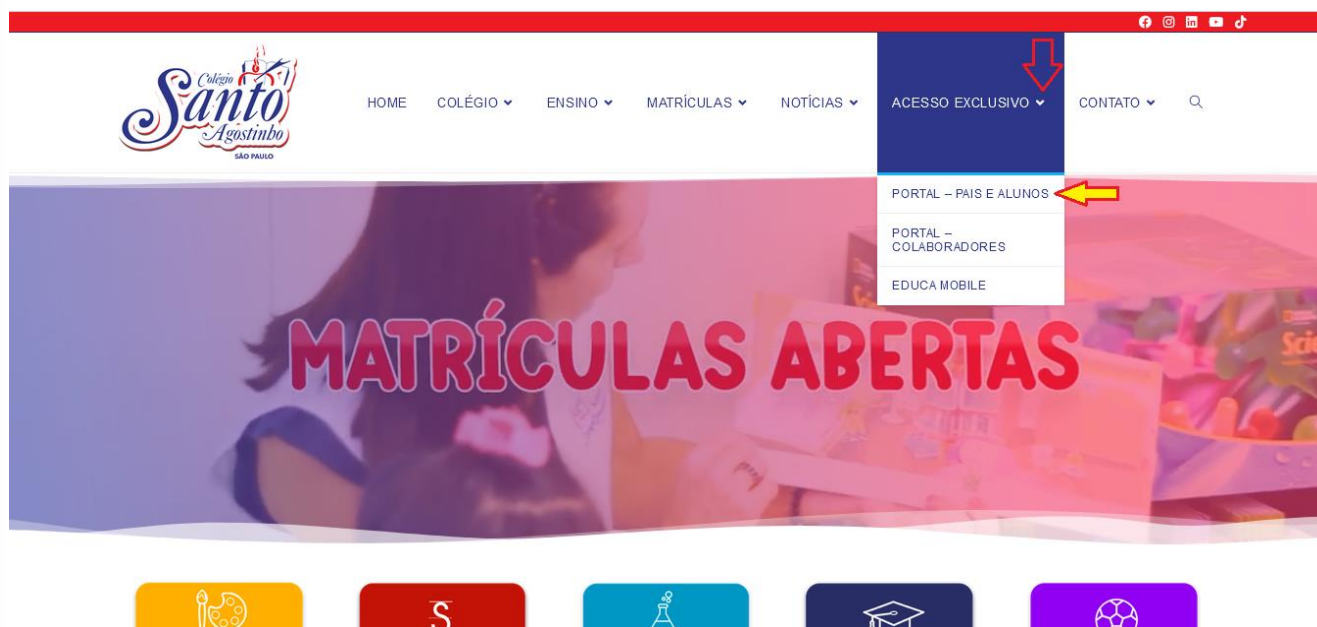 Colégio
Santo
Agostinho
SÃO PAULO
HOME COLÉGIO ENSINO MATRÍCULAS NOTÍCIAS ACESSO EXCLUSIVO CONTATO
PORTAL – PAIS E ALUNOS
PORTAL –
COLABORADORES
EDUCA MOBILE
MATRÍCULAS ABERTAS
Scie